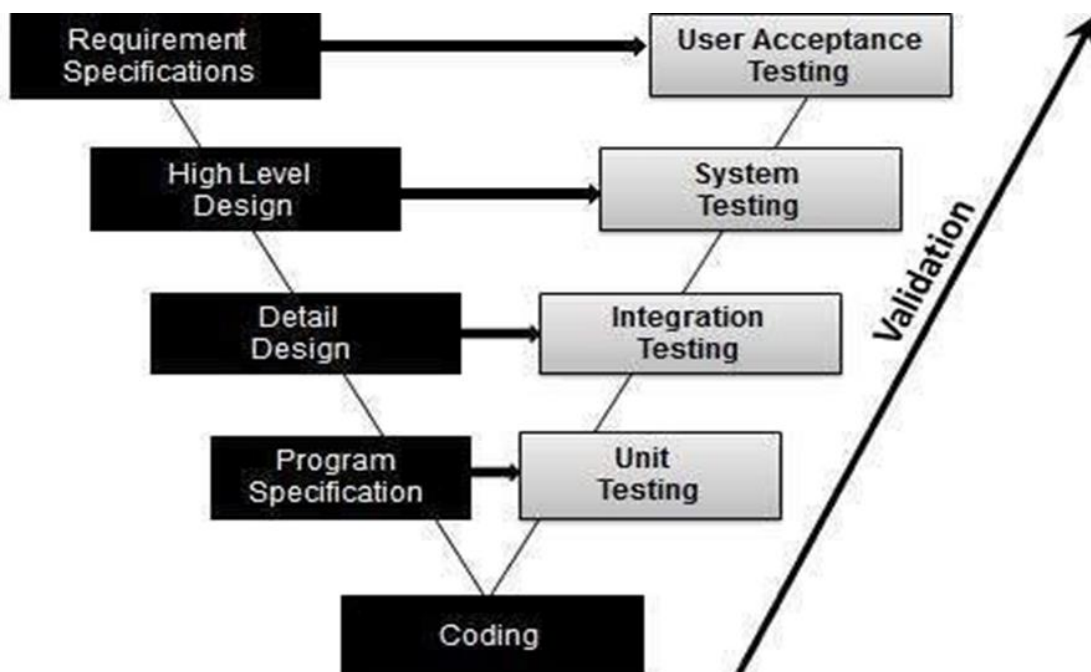 Requirement
Specifications
User Acceptance
Testing
High Level
Design
System
Testing
Detail
Design
Integration
Testing
Program
Specification
Unit
Testing
Coding
Validation